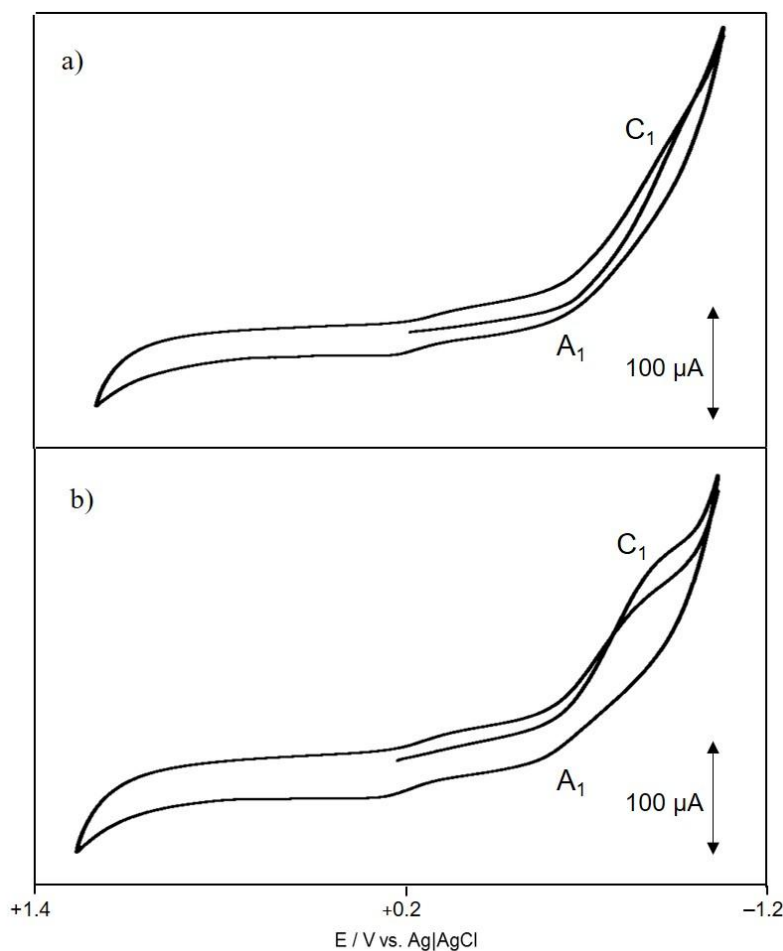 a)
C₁
A₁
100 µA
b)
C₁
A₁
100 µA
+1.4
+0.2
−1.2
E / V vs. Ag|AgCl